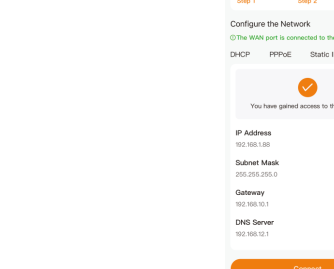 Step 1 Step 2
Configure the Network
The WAN port is connected to the
DHCP PPPoE Static
You have gained access to
IP Address
192.168.1.88
Subnet Mask
255.255.255.0
Gateway
192.168.10.1
DNS Server
192.168.12.1
Connect